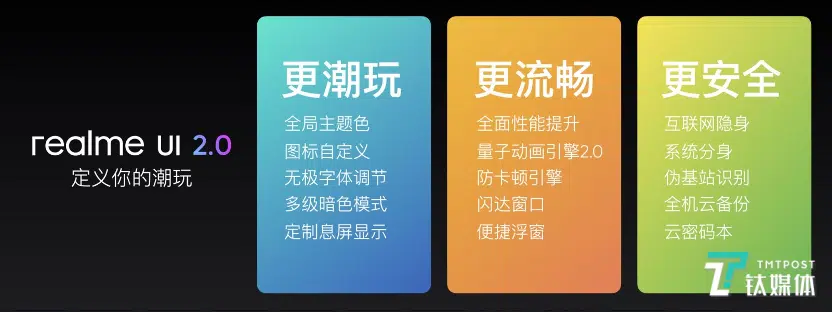 realme UI 2.0
定义你的潮玩
更潮玩
全局主题色
图标自定义
无极字体调节
多级暗色模式
定制息屏显示
更流畅
全面性能提升
量子动画引擎2.0
防卡顿引擎
闪达窗口
便捷浮窗
更安全
互联网隐身
系统分身
伪基站识别
全机云备份
云密码本
TMTPOST
钛媒体